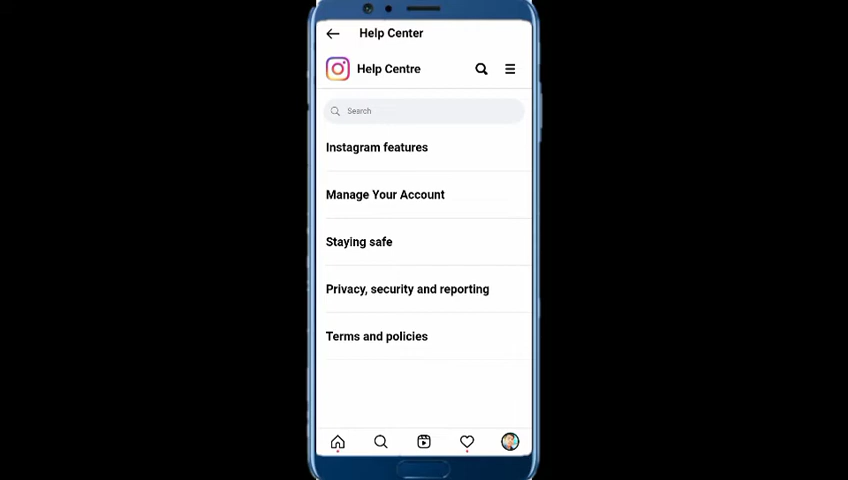 Help Center
Help Centre
Search
Instagram features
Manage Your Account
Staying safe
Privacy, security and reporting
Terms and policies